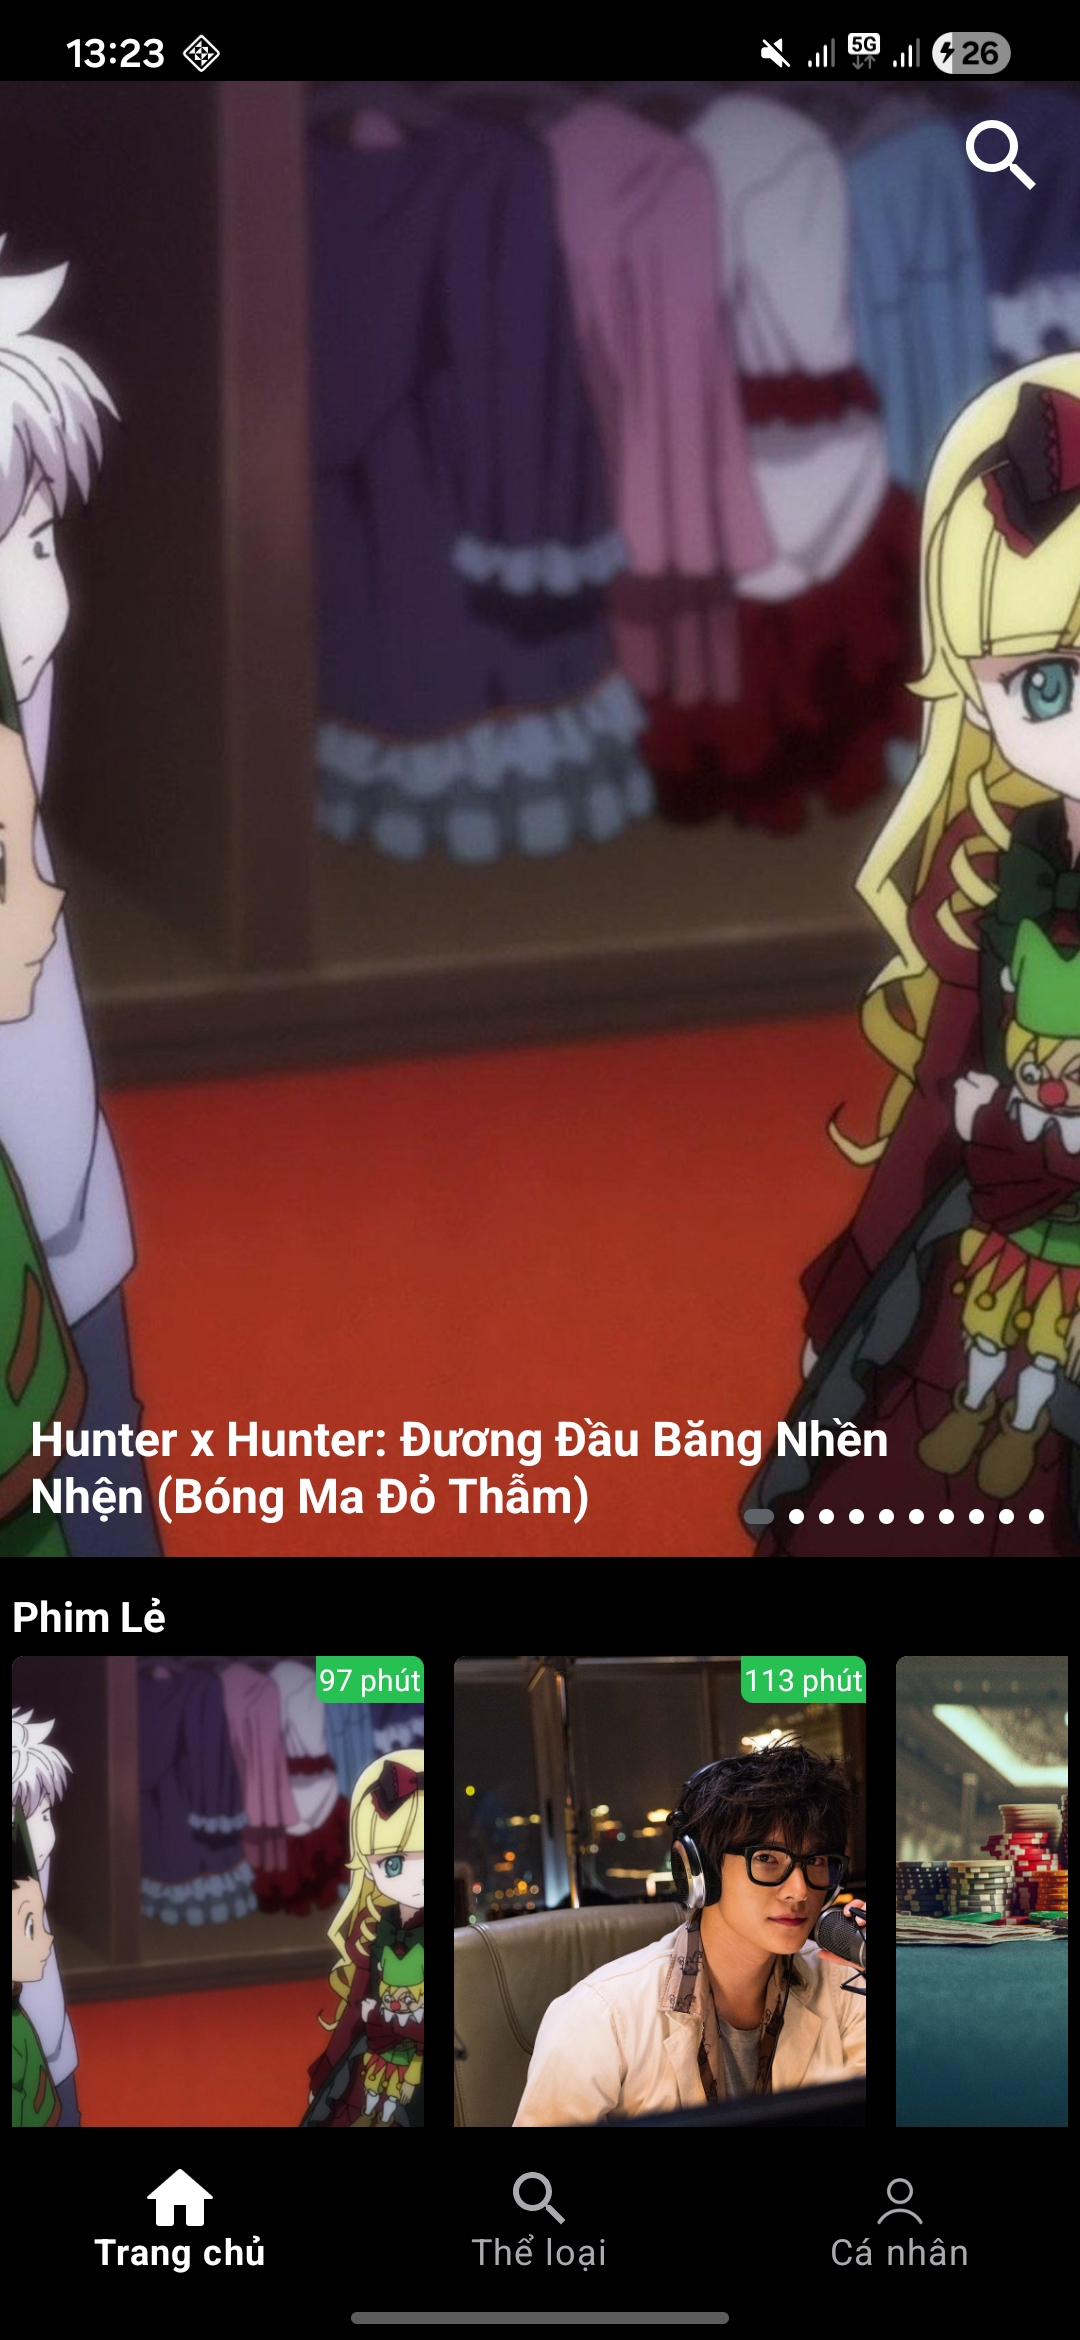 13:23
5G
26
Hunter x Hunter: Đương Đầu Băng Nhền
Nhện (Bóng Ma Đỏ Thẫm)
Phim Lẻ
97 phút
113 phút
Trang chủ
Thể loại
Cá nhân